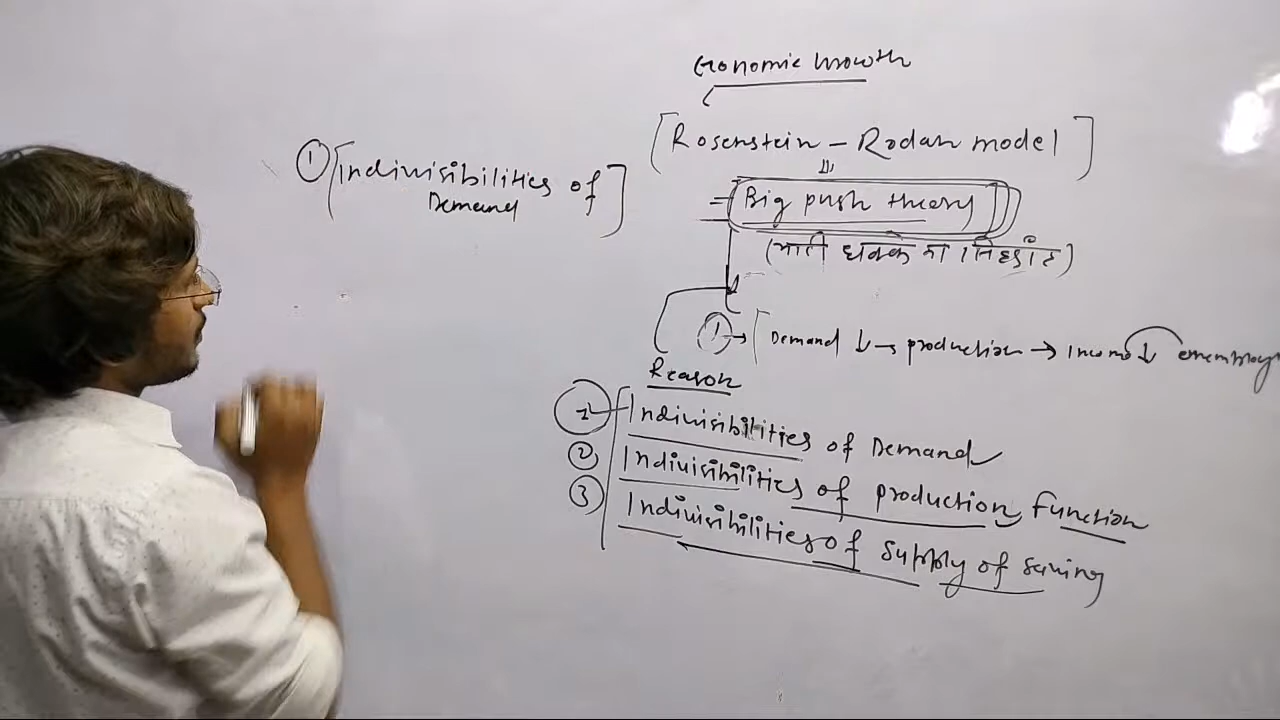 Economic Growth
[Rosenstein - Rodan model]
⇓
= Big push theory
(भारी धक्के का सिद्धांत)
① → [Demand ↓ → production → Income ↓
Reason
1 Indivisibilities of Demand
② Indivisibilities of production Function
③ Indivisibilities of Supply of Saving
① [Indivisibilities of]
Demand